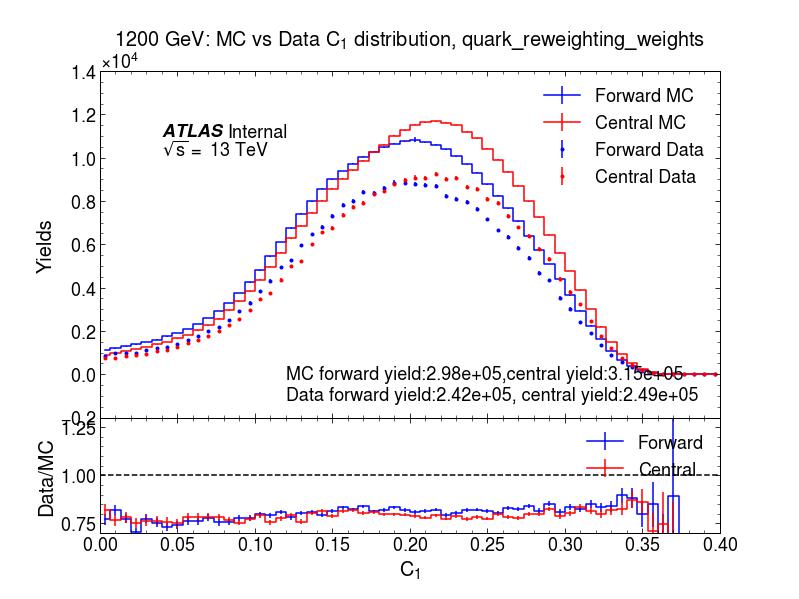 1200 GeV: MC vs Data C₁ distribution, quark_reweighting_weights
×10⁴
1.4
1.2
1.0
0.8
0.6
0.4
0.2
0.0
0.2
Yields
ATLAS Internal
√s = 13 TeV
Forward MC
Central MC
Forward Data
Central Data
MC forward yield:2.98e+05,central yield:3.15e+05
Data forward yield:2.42e+05, central yield:2.49e+05
1.25
1.00
0.75
Data/MC
Forward
Central
0.00 0.05 0.10 0.15 0.20 0.25 0.30 0.35 0.40
C₁